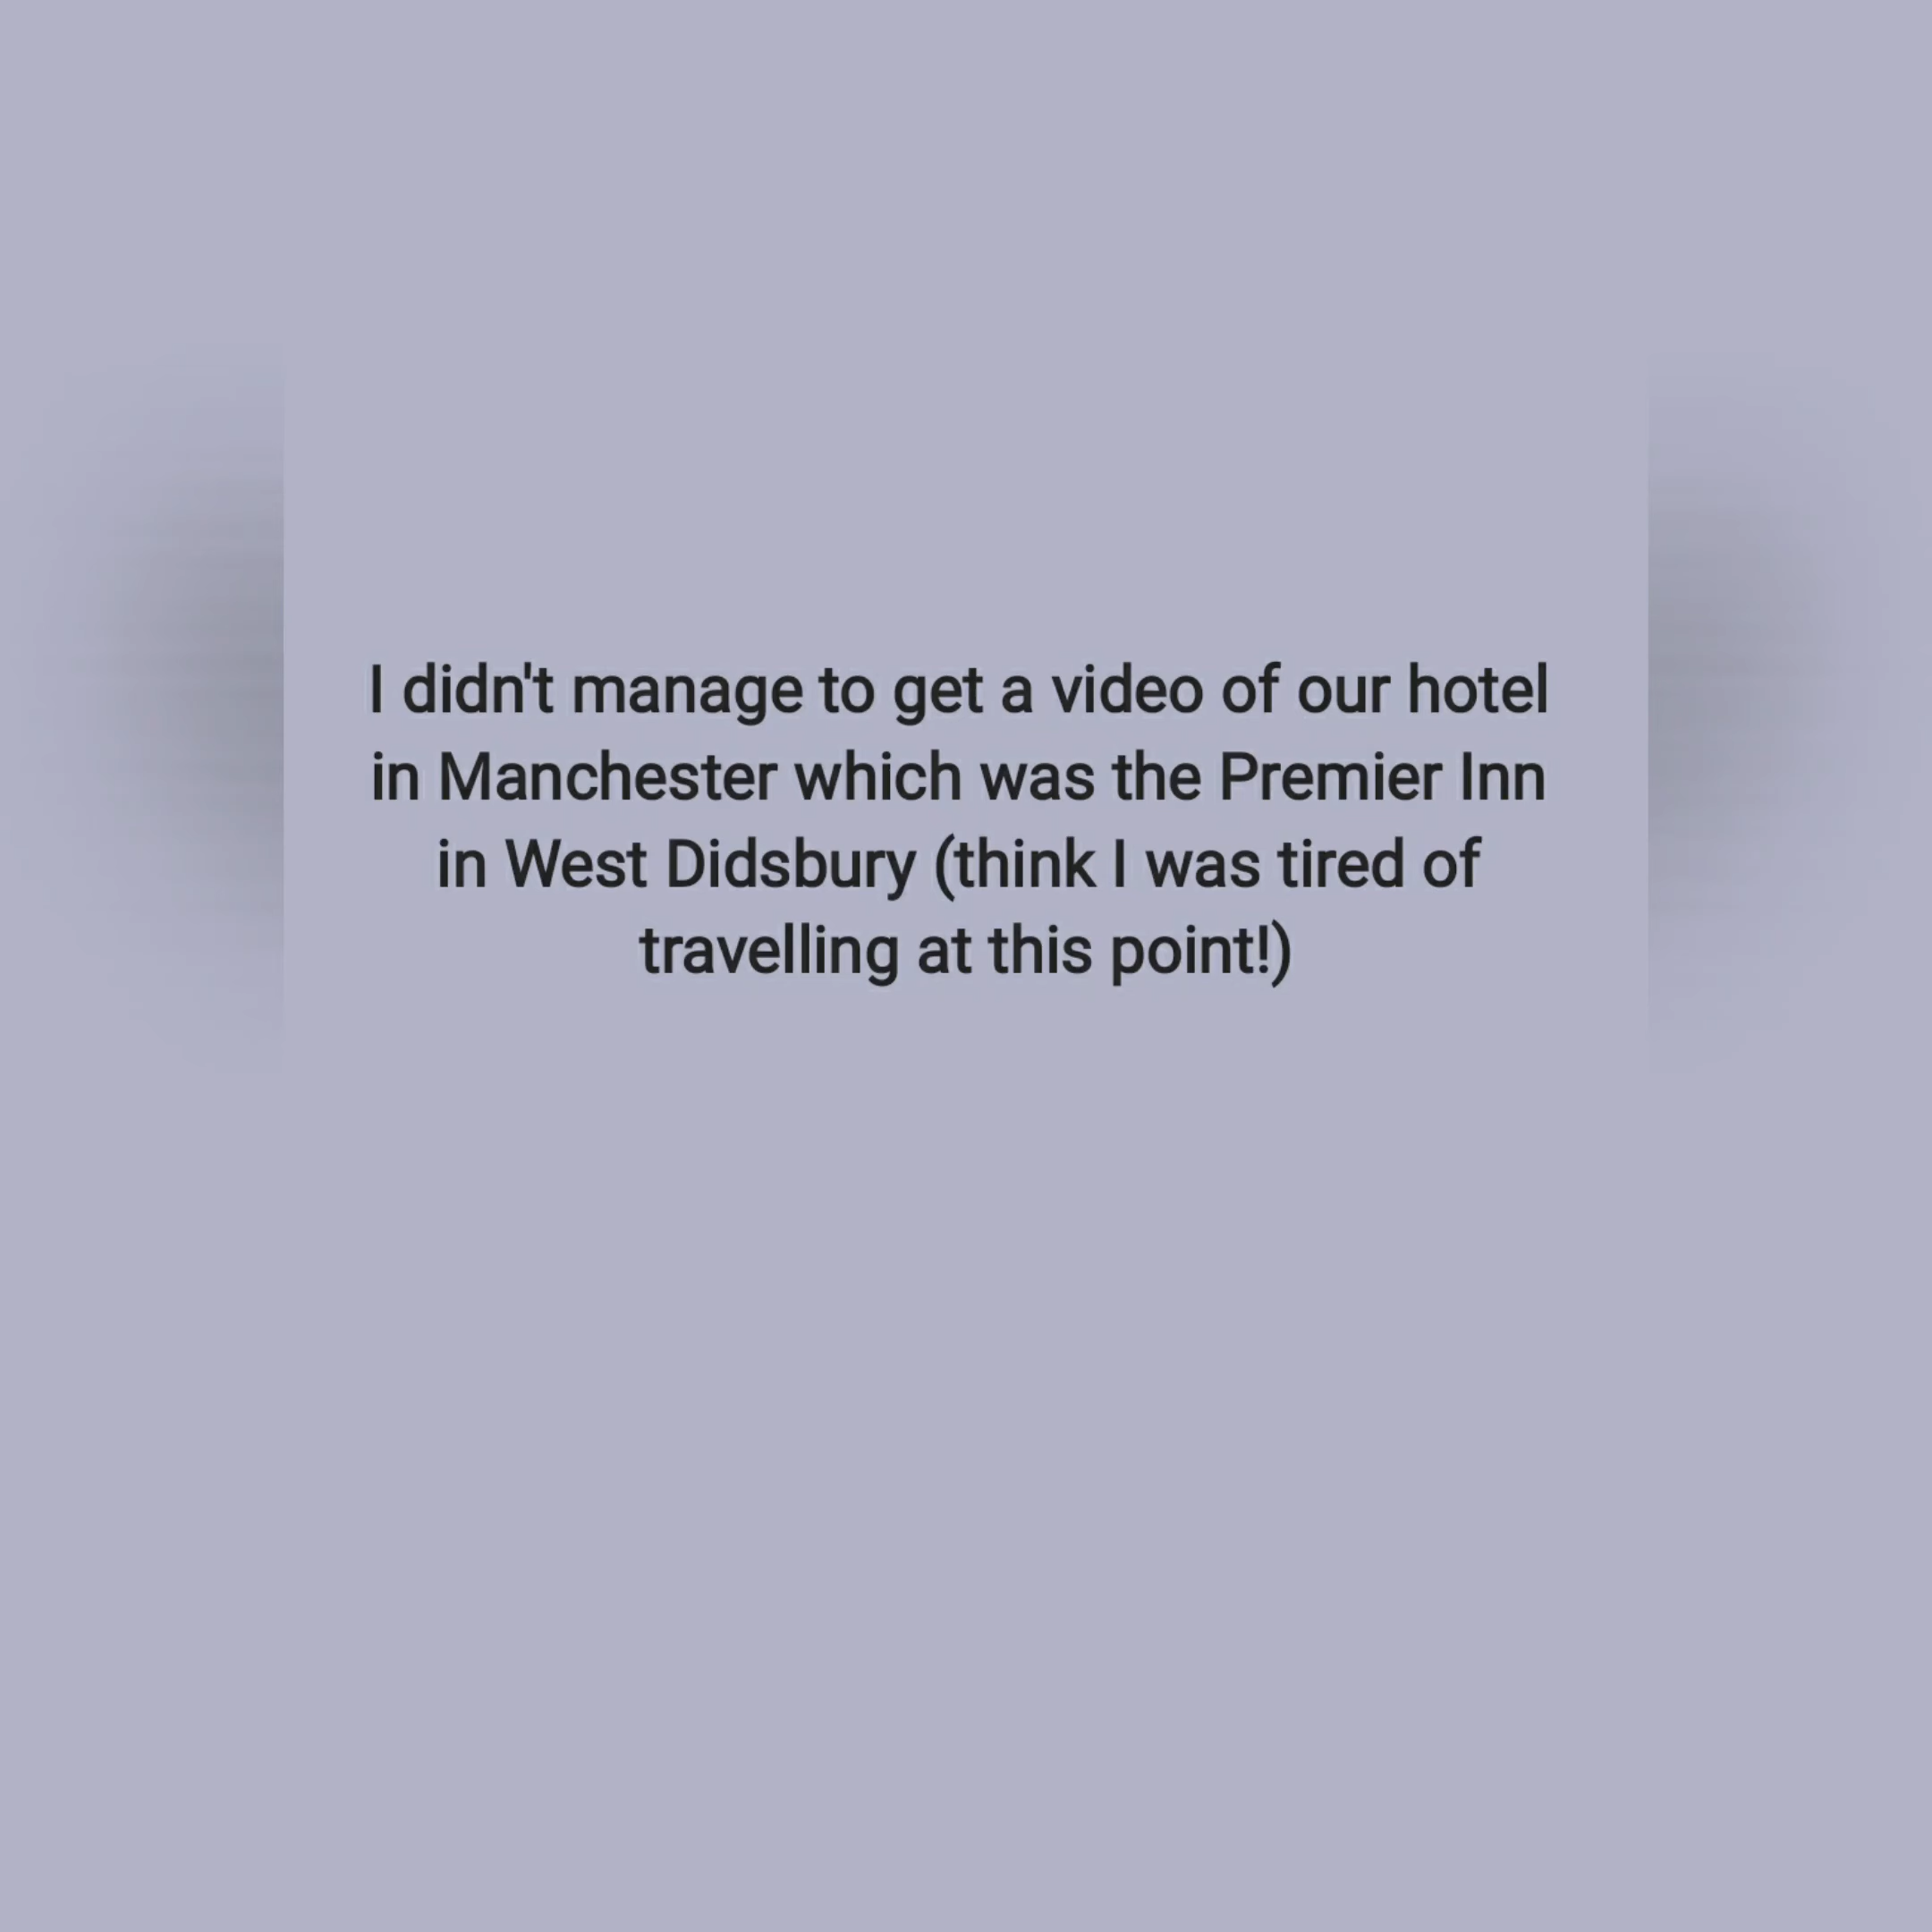 I didn't manage to get a video of our hotel
in Manchester which was the Premier Inn
in West Didsbury (think I was tired of
travelling at this point!)